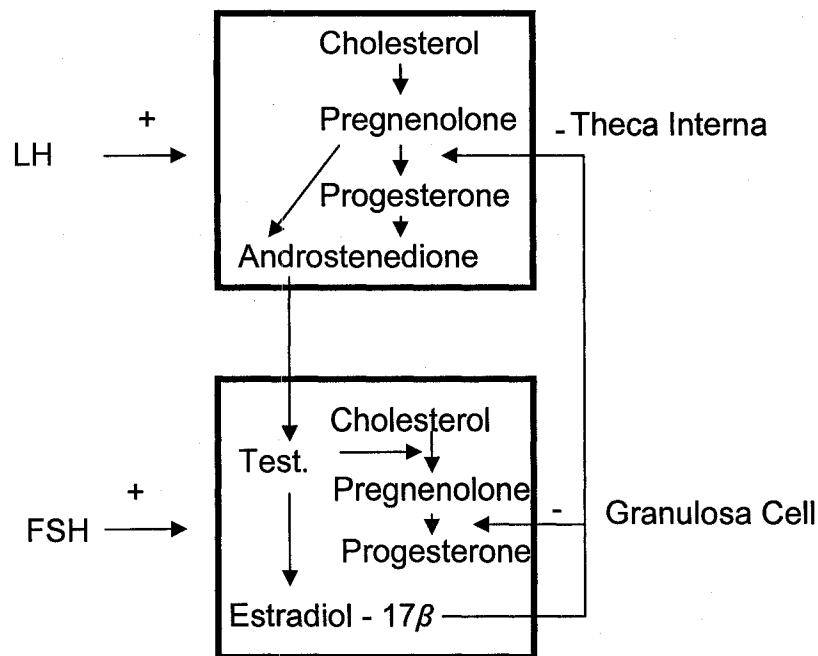 Cholesterol
+
Pregnenolone
- Theca Interna
LH
Progesterone
Androstenedione
Cholesterol
Test.
Pregnenolone
+
-
Granulosa Cell
FSH
Progesterone
Estradiol - 17β